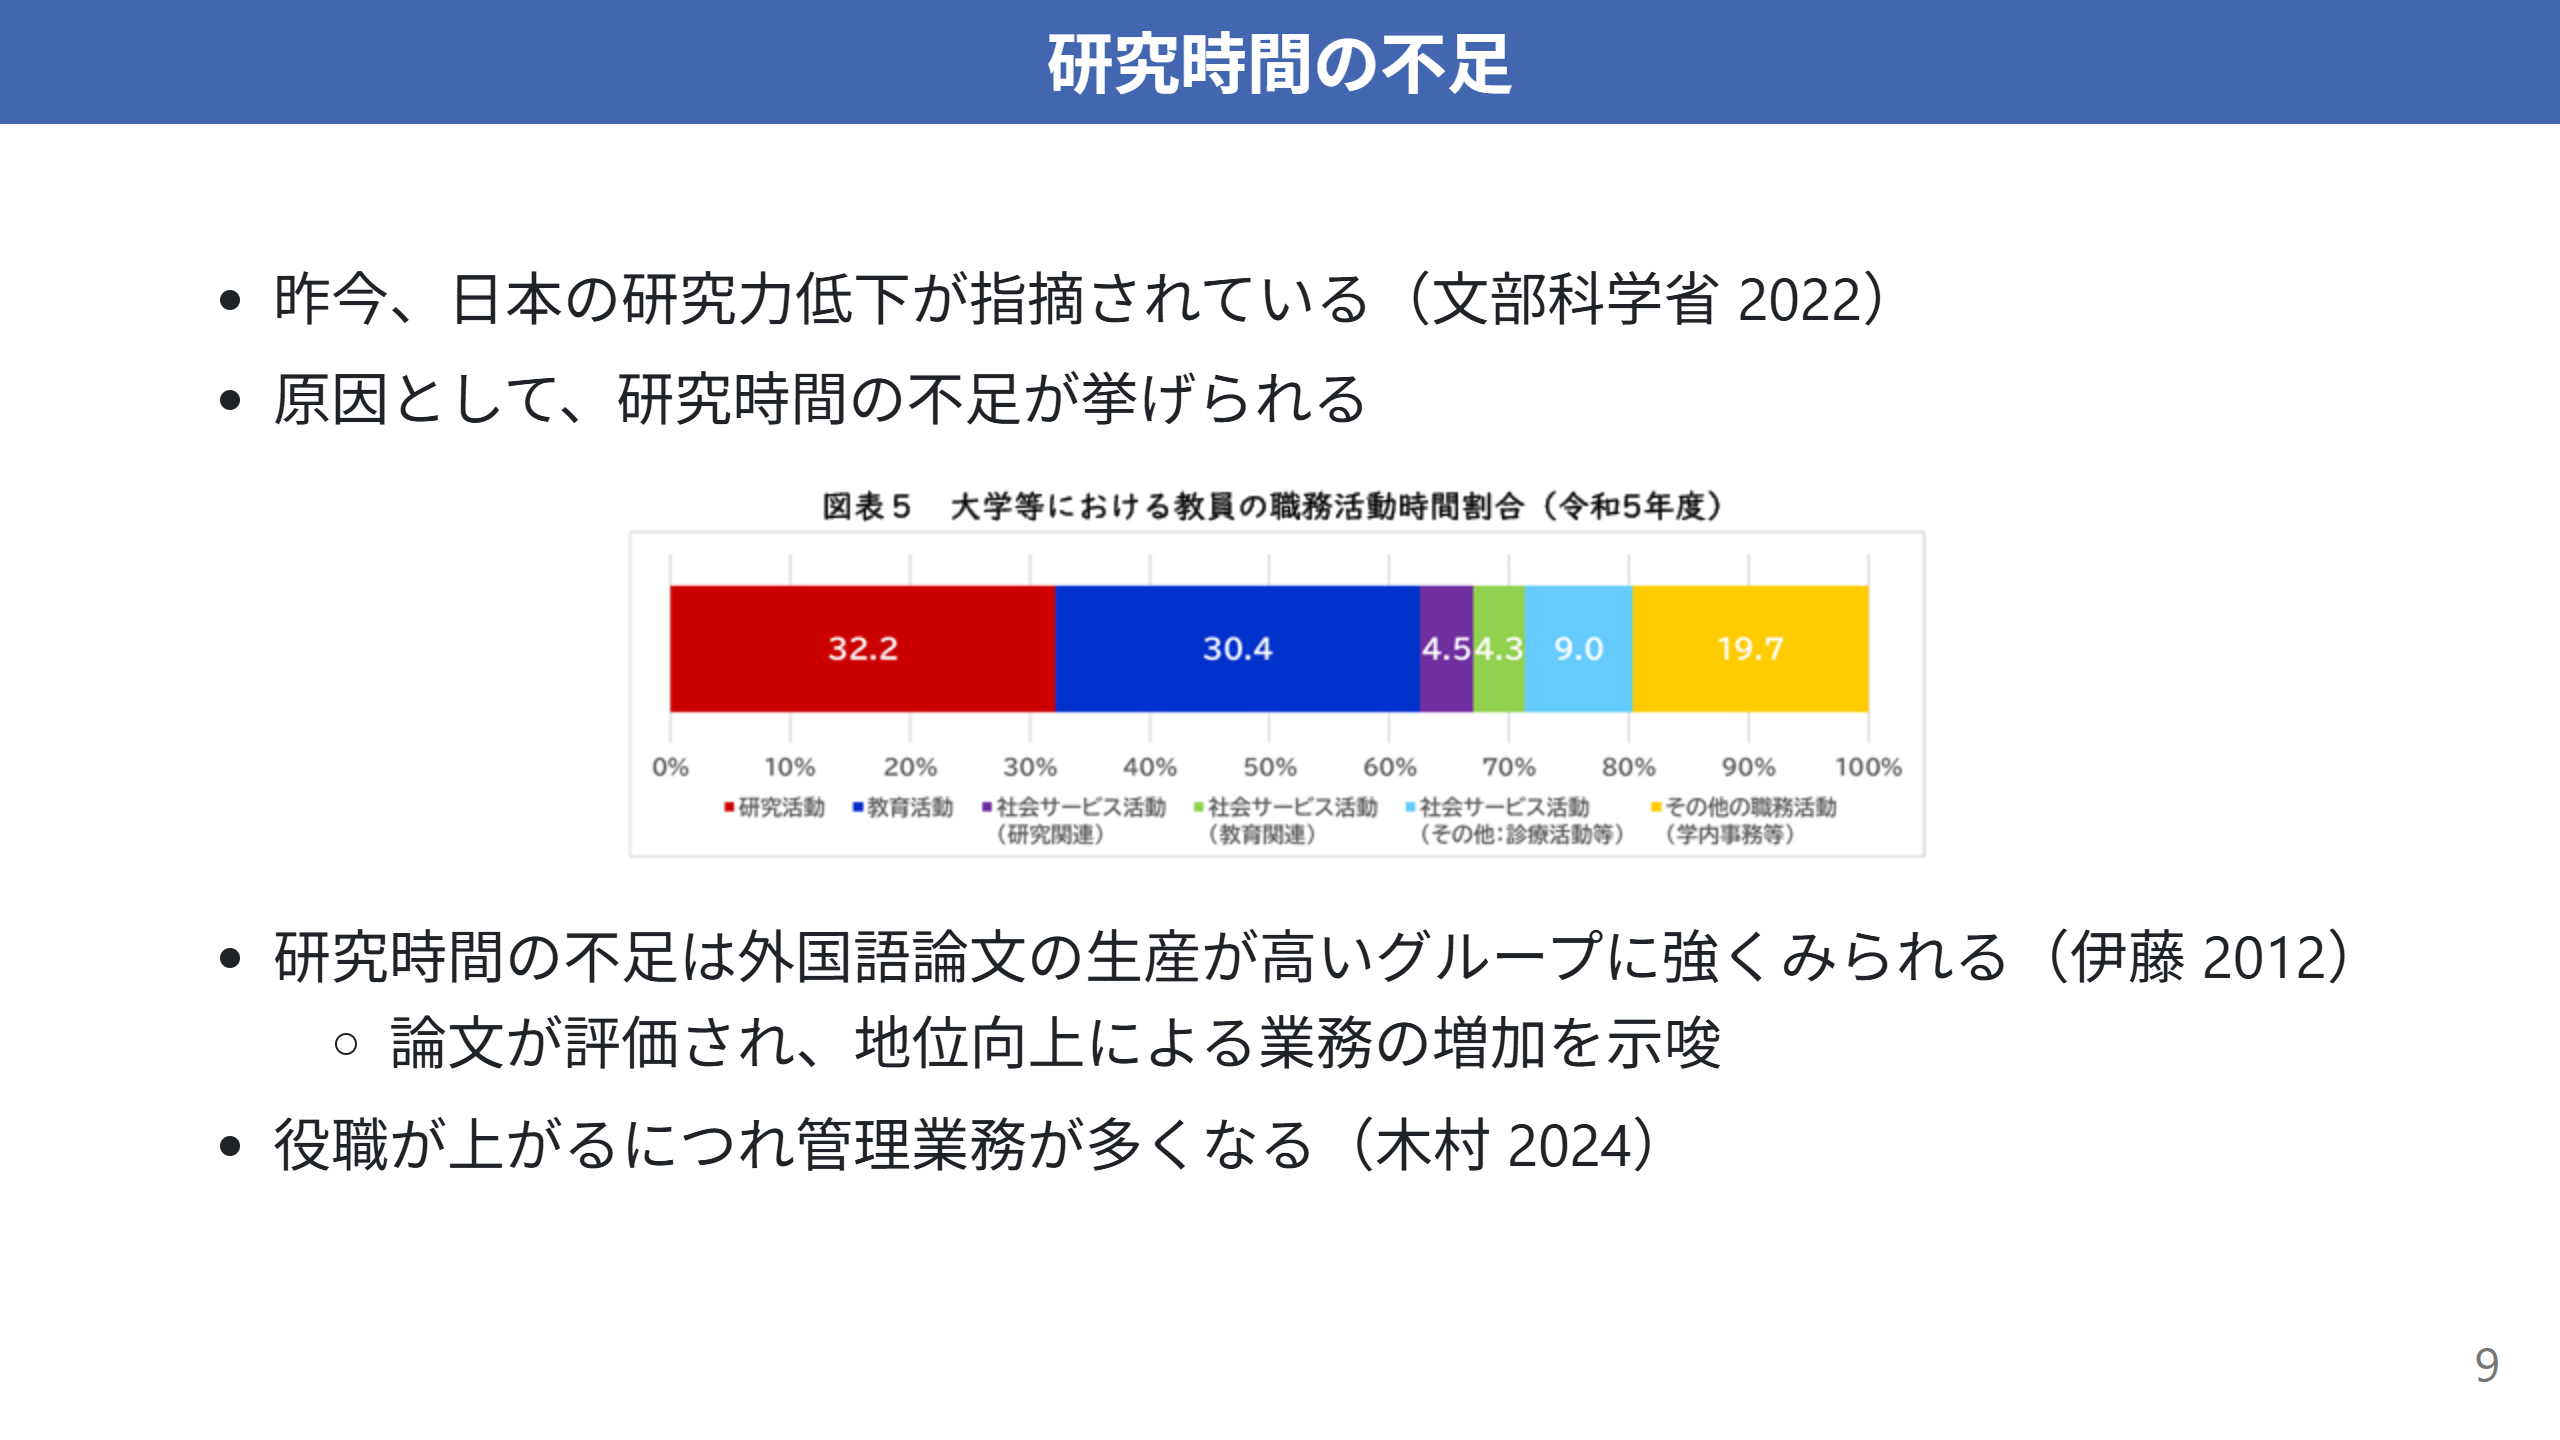 研究時間の不足
昨今、日本の研究力低下が指摘されている（文部科学省 2022）
原因として、研究時間の不足が挙げられる
図表５　大学等における教員の職務活動時間割合（令和5年度）
32.2 30.4 4.5 4.3 9.0 19.7
0% 10% 20% 30% 40% 50% 60% 70% 80% 90% 100%
研究活動 教育活動 社会サービス活動 社会サービス活動 社会サービス活動 その他の職務活動
（研究関連） （教育関連） （その他：診療活動等） （学内事務等）
研究時間の不足は外国語論文の生産が高いグループに強くみられる（伊藤 2012）
論文が評価され、地位向上による業務の増加を示唆
役職が上がるにつれ管理業務が多くなる（木村 2024）
9